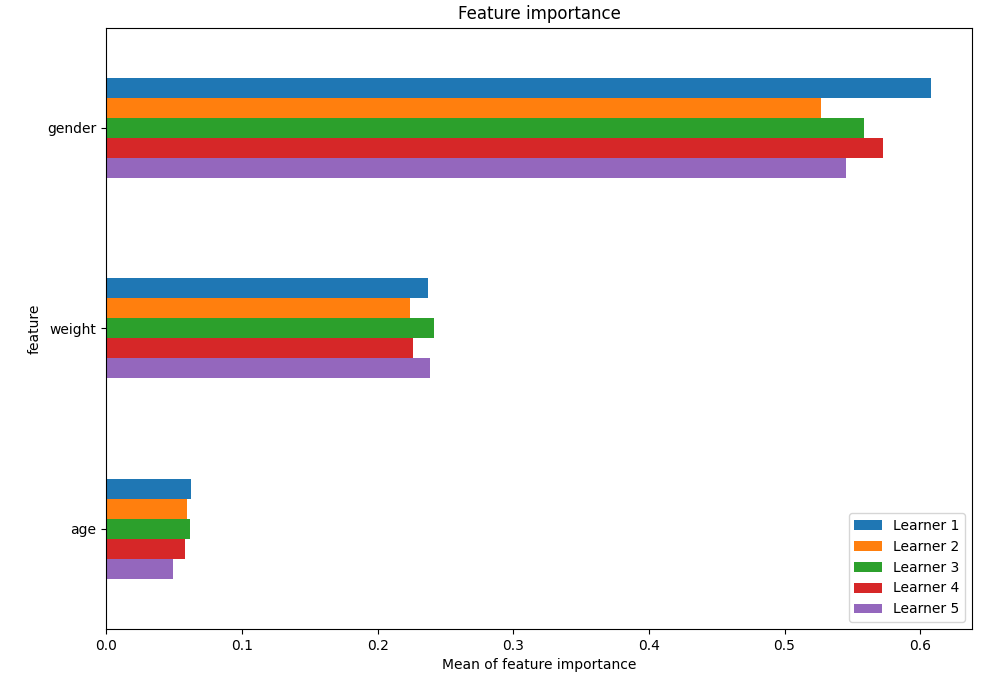 Feature importance
gender
weight
age
feature
0.0 0.1 0.2 0.3 0.4 0.5 0.6
Mean of feature importance
Learner 1
Learner 2
Learner 3
Learner 4
Learner 5